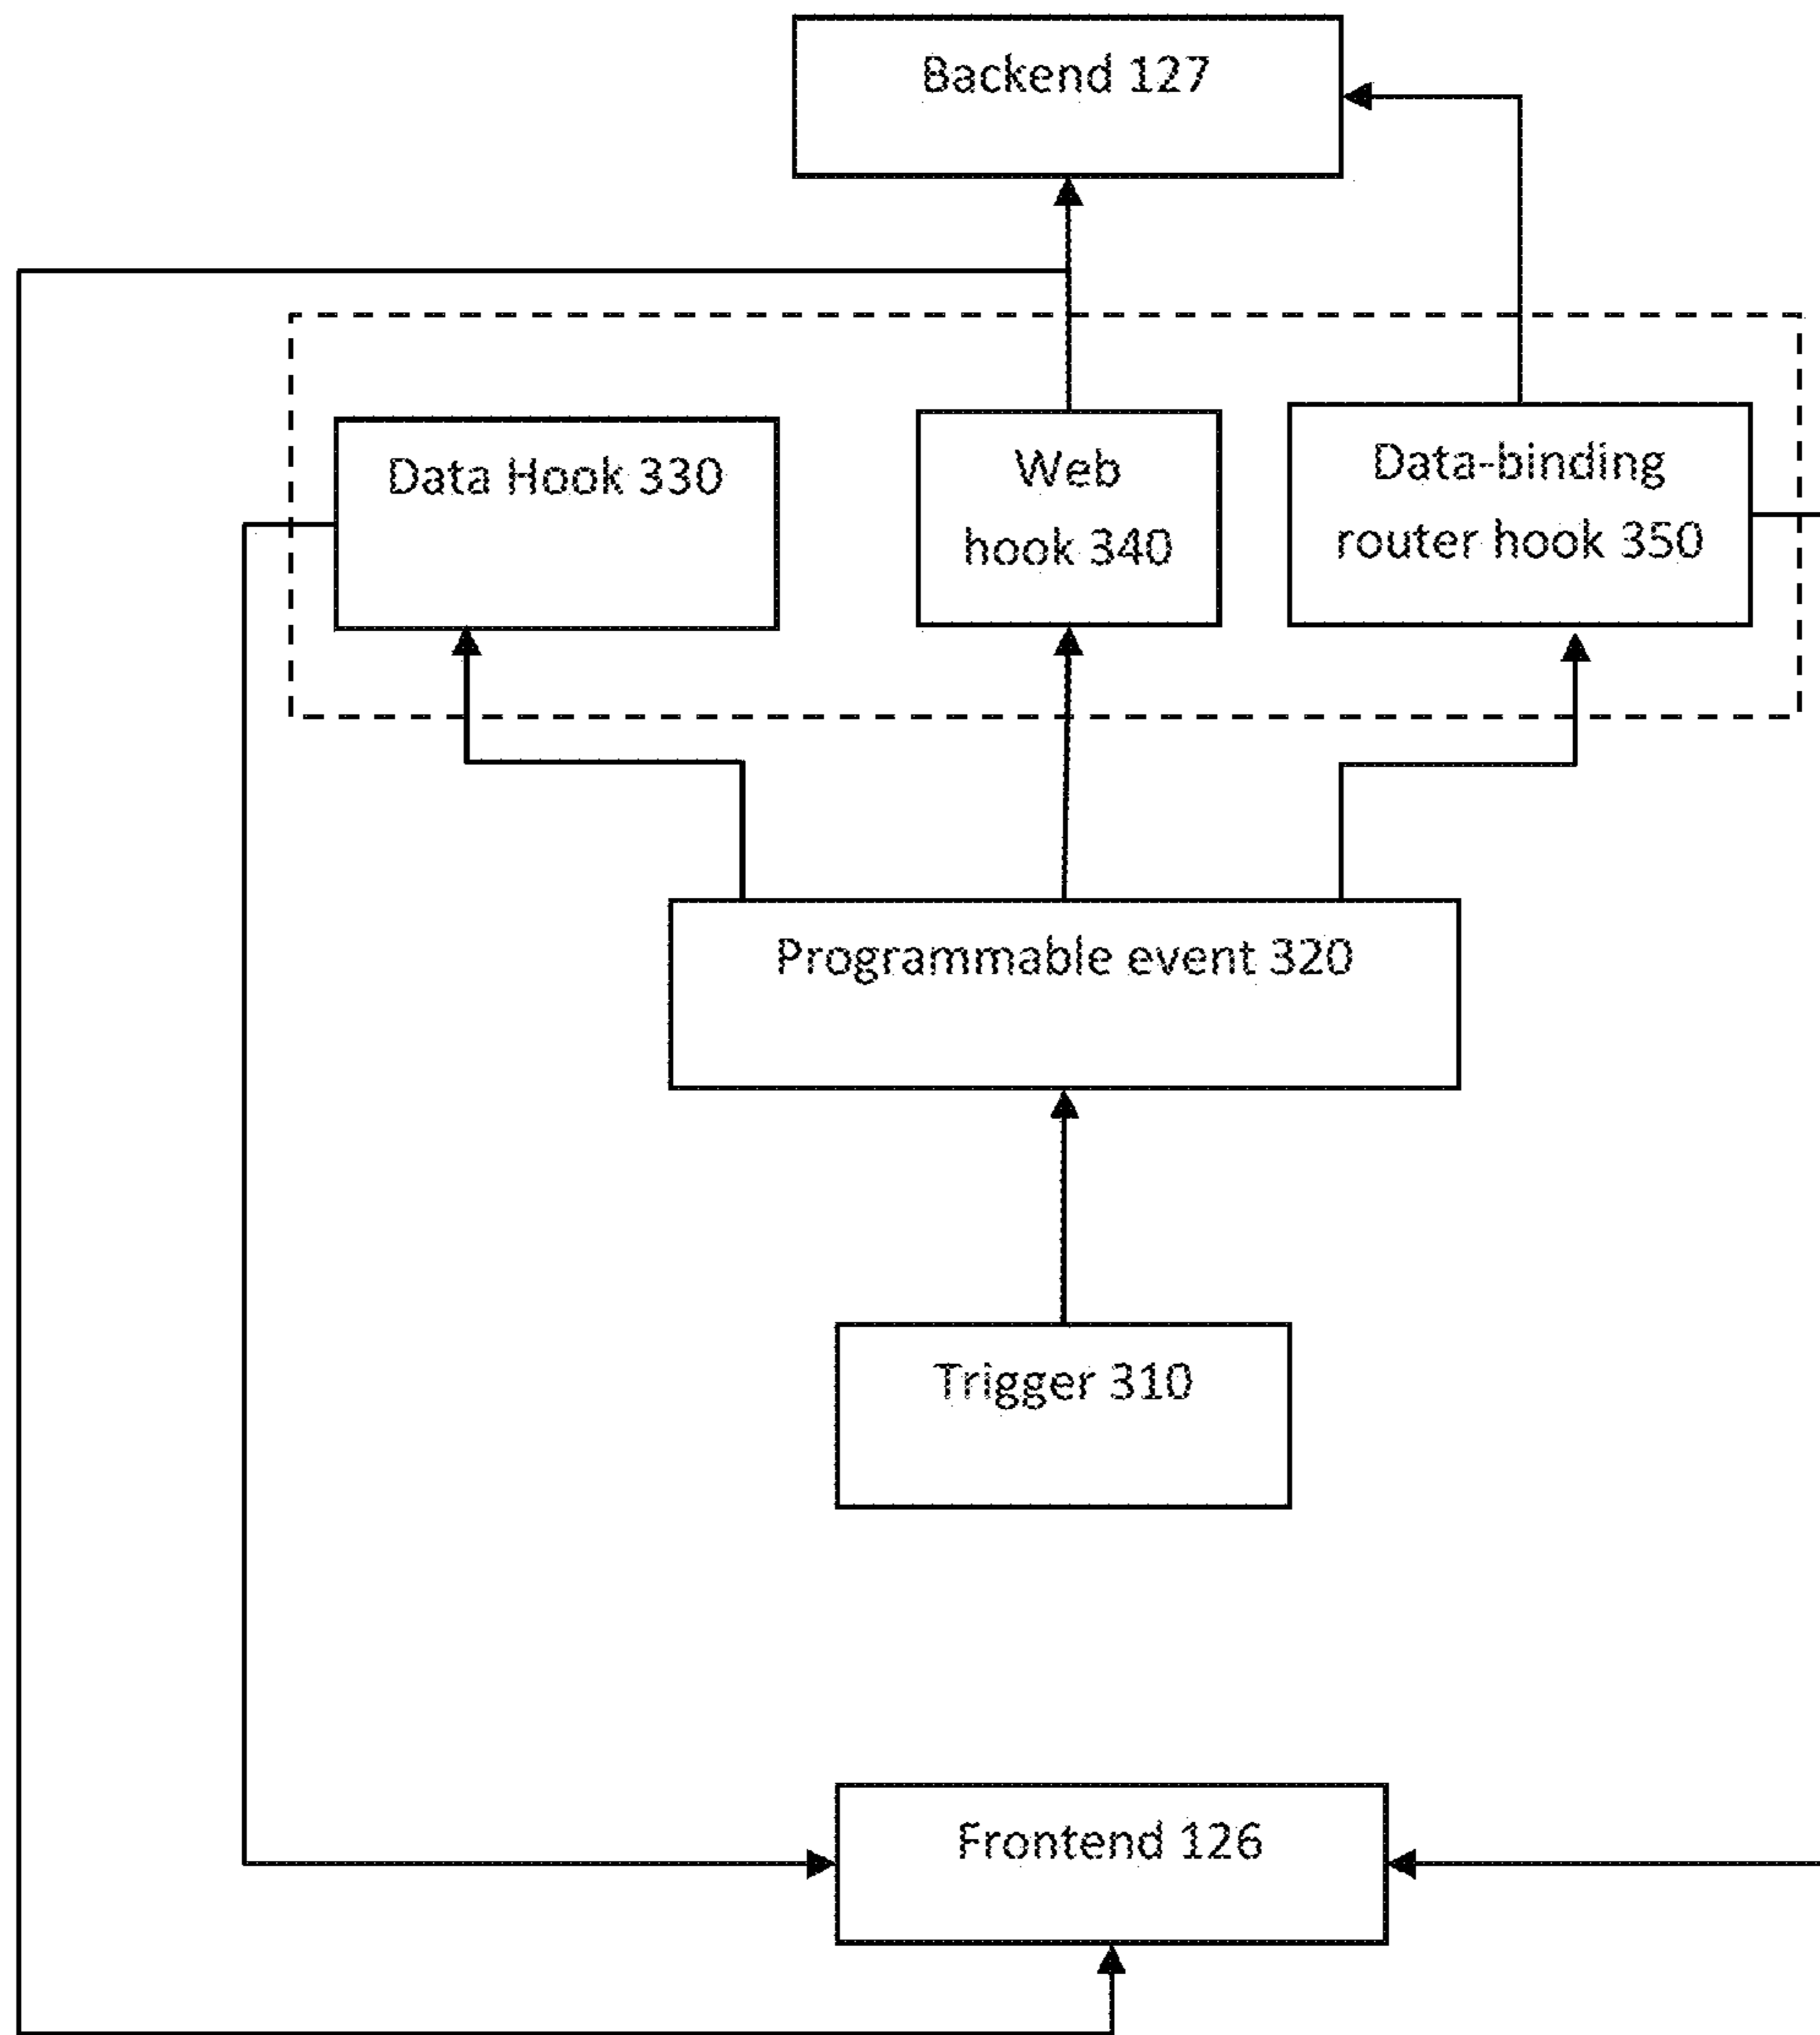 Backend 127
Data Hook 330
Web
hook 340
Data-binding
router hook 350
Programmable event 320
Trigger 310
Frontend 126